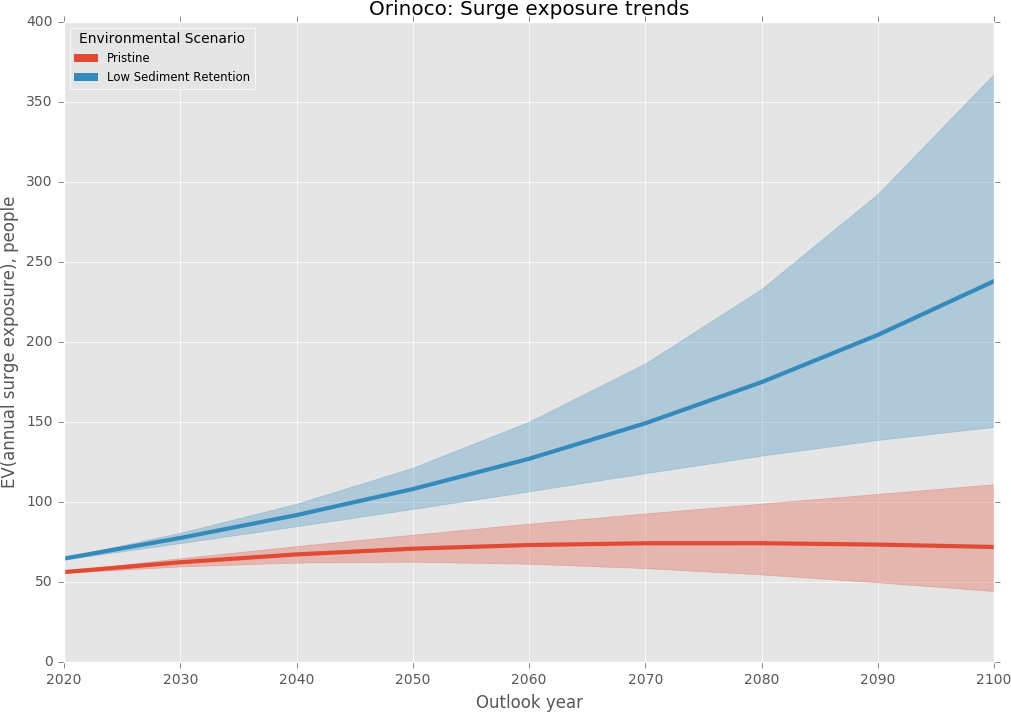 Orinoco: Surge exposure trends
400
350
300
250
200
150
100
50
0
EV(annual surge exposure), people
Environmental Scenario
Pristine
Low Sediment Retention
2020 2030 2040 2050 2060 2070 2080 2090 2100
Outlook year